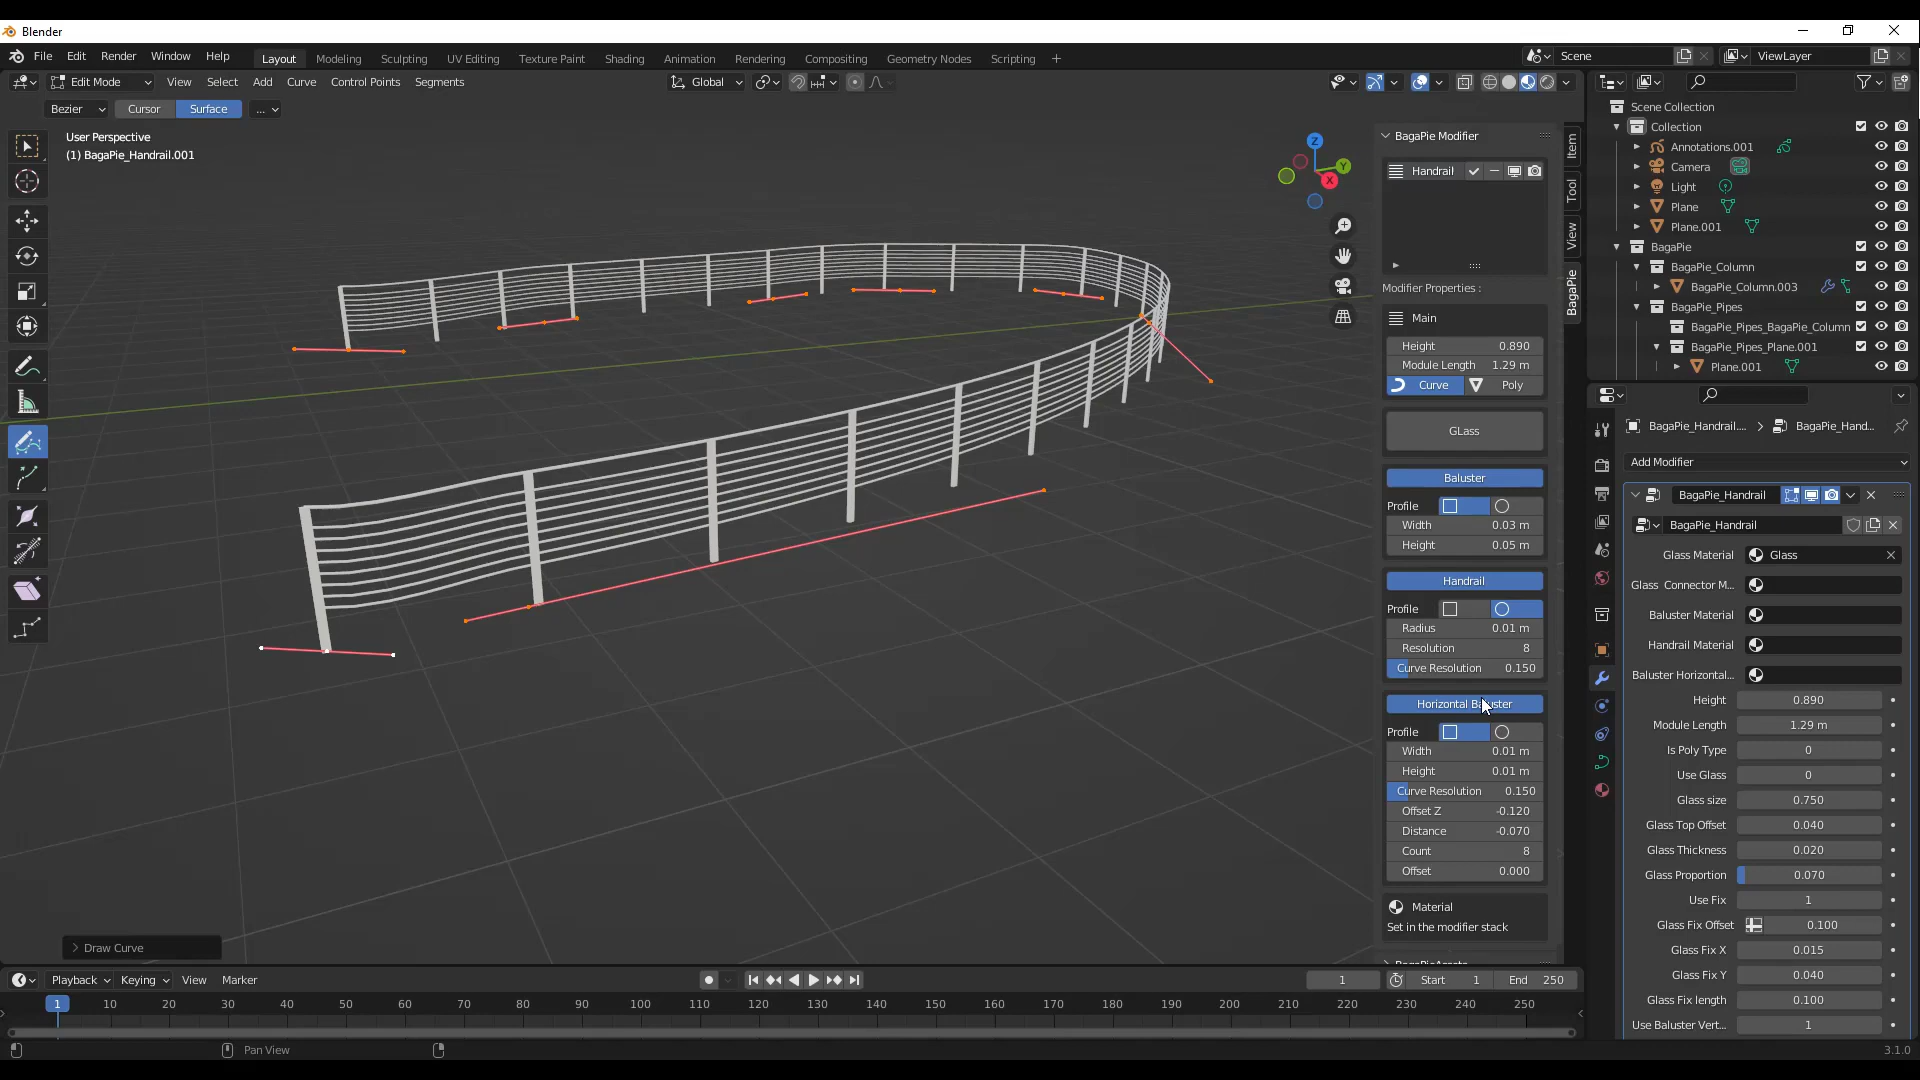 Blender
File Edit Render Window Help
Layout Modeling Sculpting UV Editing Texture Paint Shading Animation Rendering Compositing Geometry Nodes Scripting +
Scene
ViewLayer
Edit Mode View Select Add Curve Control Points Segments
Global
Bezier Cursor Surface ...
User Perspective
(1) BagaPie_Handrail.001
Z
Y
X
Item
Tool
View
BagaPie
BagaPie Modifier
Handrail
Modifier Properties :
Main
Height 0.890
Module Length 1.29 m
Curve Poly
GLass
Baluster
Profile
Width 0.03 m
Height 0.05 m
Handrail
Profile
Radius 0.01 m
Resolution 8
Curve Resolution 0.150
Horizontal Baluster
Profile
Width 0.01 m
Height 0.01 m
Curve Resolution 0.150
Offset Z -0.120
Distance -0.070
Count 8
Offset 0.000
Material
Set in the modifier stack
Draw Curve
Scene Collection
Collection
Annotations.001
Camera
Light
Plane
Plane.001
BagaPie
BagaPie_Column
BagaPie_Column.003
BagaPie_Pipes
BagaPie_Pipes_BagaPie_Column
BagaPie_Pipes_Plane.001
Plane.001
BagaPie_Handrail.... > BagaPie_Hand...
Add Modifier
BagaPie_Handrail
BagaPie_Handrail
Glass Material Glass
Glass Connector M...
Baluster Material
Handrail Material
Baluster Horizontal...
Height 0.890
Module Length 1.29 m
Is Poly Type 0
Use Glass 0
Glass size 0.750
Glass Top Offset 0.040
Glass Thickness 0.020
Glass Proportion 0.070
Use Fix 1
Glass Fix Offset 0.100
Glass Fix X 0.015
Glass Fix Y 0.040
Glass Fix length 0.100
Use Baluster Vert... 1
Playback Keying View Marker
1 Start 1 End 250
1 10 20 30 40 50 60 70 80 90 100 110 120 130 140 150 160 170 180 190 200 210 220 230 240 250
Pan View
3.1.0